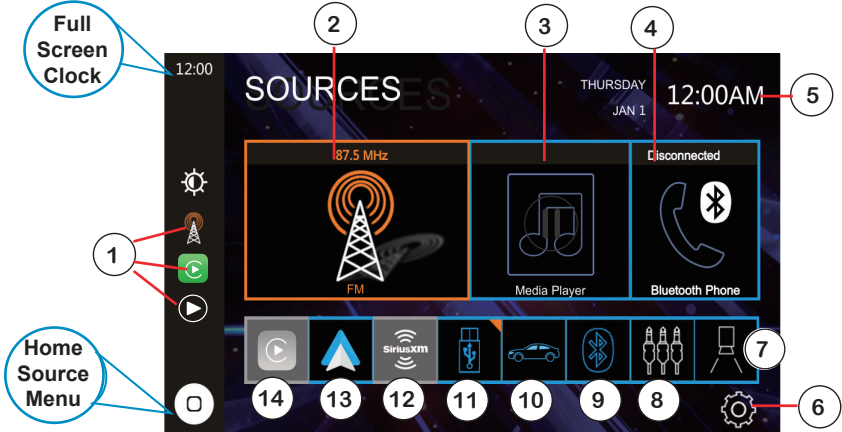 Full
Screen
Clock
2
3
4
12:00
SOURCES
THURSDAY
JAN 1
12:00AM
5
87.5 MHz
Disconnected
1
FM
Media Player
Bluetooth Phone
Home
Source
Menu
SiriusXM
7
14
13
12
11
10
9
8
6